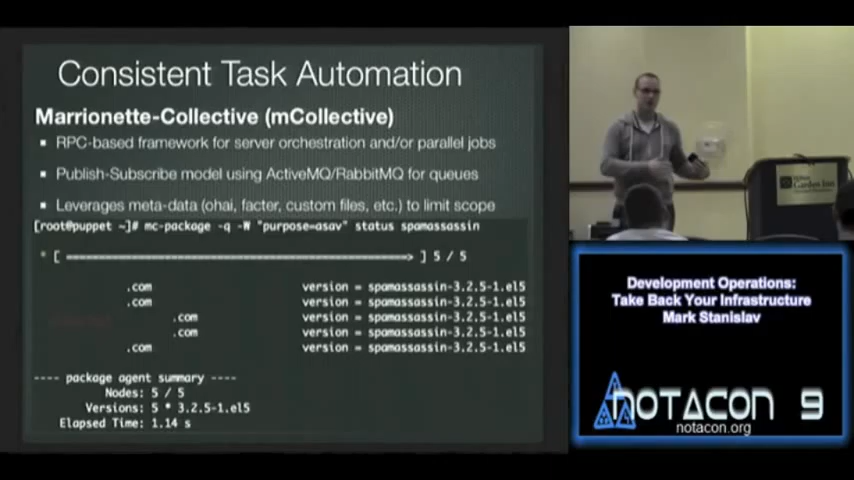 Consistent Task Automation
Marrionette-Collective (mCollective)
▪ RPC-based framework for server orchestration and/or parallel jobs
▪ Publish-Subscribe model using ActiveMQ/RabbitMQ for queues
▪ Leverages meta-data (ohai, facter, custom files, etc.) to limit scope
[root@puppet ~]# mc-package -q -W "purpose=asav" status spamassassin
* [ ============================================================> ] 5 / 5
.com version = spamassassin-3.2.5-1.el5
.com version = spamassassin-3.2.5-1.el5
.com version = spamassassin-3.2.5-1.el5
.com version = spamassassin-3.2.5-1.el5
.com version = spamassassin-3.2.5-1.el5
---- package agent summary ----
Nodes: 5 / 5
Versions: 5 * 3.2.5-1.el5
Elapsed Time: 1.14 s
Garden Inn
Development Operations:
Take Back Your Infrastructure
Mark Stanislav
NOTACON 9
notacon.org